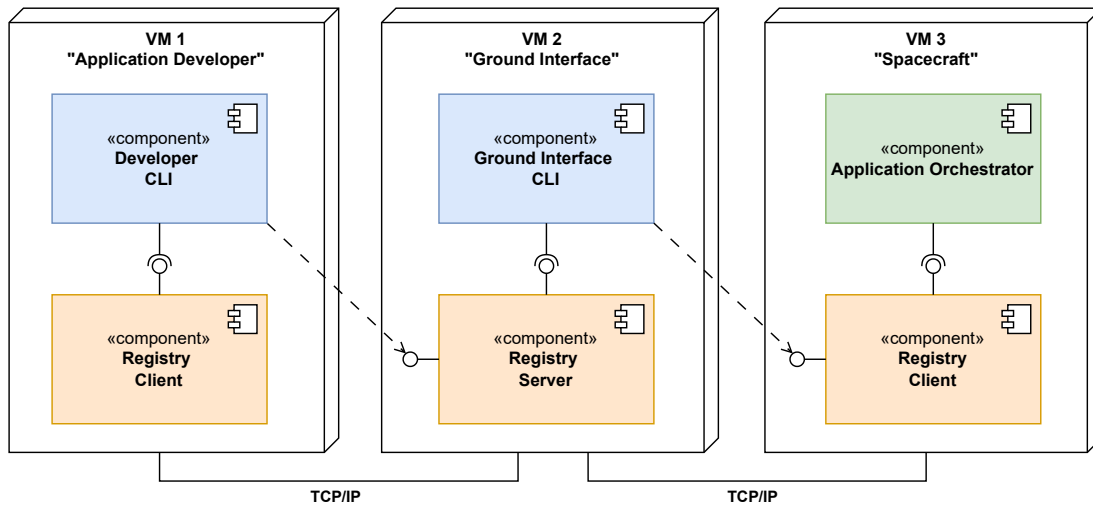 VM 1
"Application Developer"
«component»
Developer
CLI
«component»
Registry
Client
VM 2
"Ground Interface"
«component»
Ground Interface
CLI
«component»
Registry
Server
VM 3
"Spacecraft"
«component»
Application Orchestrator
«component»
Registry
Client
TCP/IP
TCP/IP